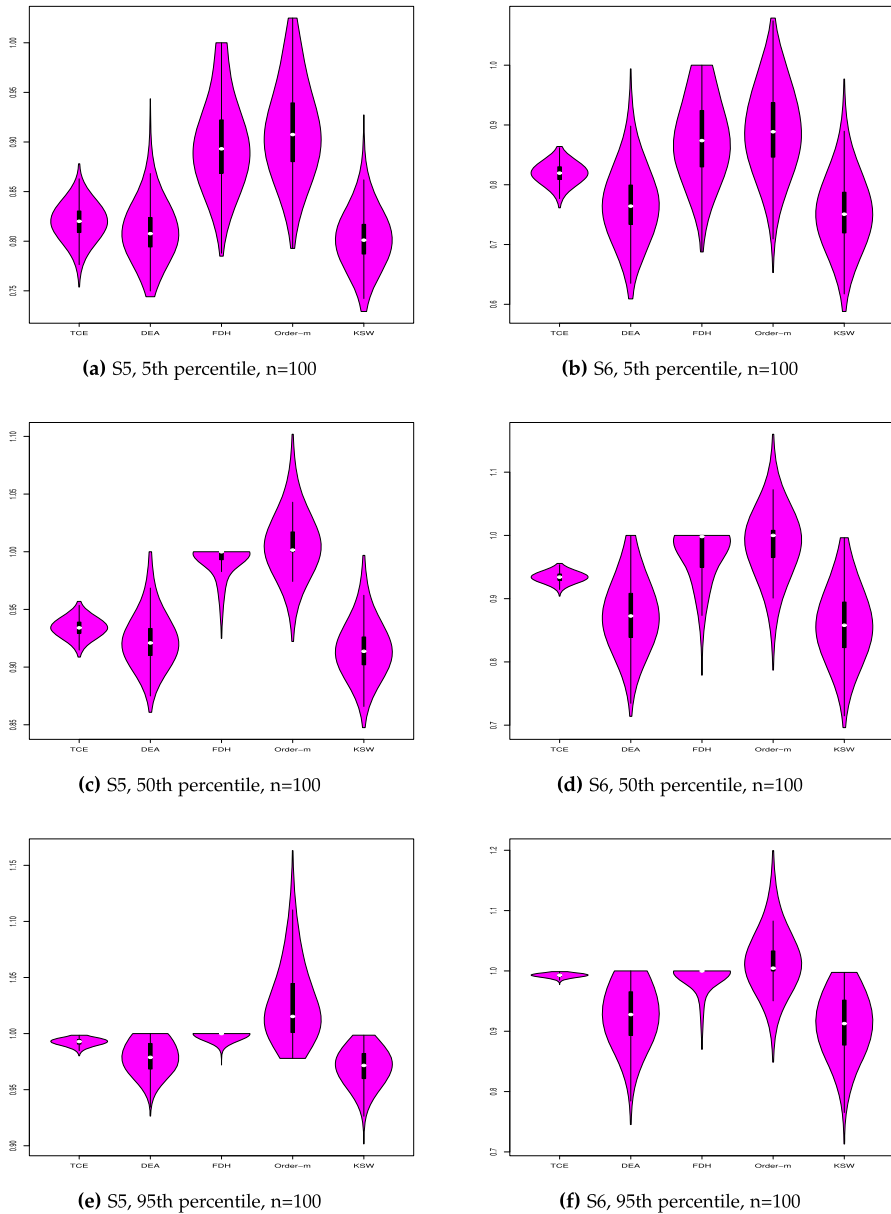 1.00
0.95
0.90
0.85
0.80
0.75
TCE DEA FDH Order−m KSW
(a) S5, 5th percentile, n=100
1.0
0.9
0.8
0.7
0.6
TCE DEA FDH Order−m KSW
(b) S6, 5th percentile, n=100
1.10
1.05
1.00
0.95
0.90
0.85
TCE DEA FDH Order−m KSW
(c) S5, 50th percentile, n=100
1.1
1.0
0.9
0.8
0.7
TCE DEA FDH Order−m KSW
(d) S6, 50th percentile, n=100
1.15
1.10
1.05
1.00
0.95
0.90
TCE DEA FDH Order−m KSW
(e) S5, 95th percentile, n=100
1.2
1.1
1.0
0.9
0.8
0.7
TCE DEA FDH Order−m KSW
(f) S6, 95th percentile, n=100